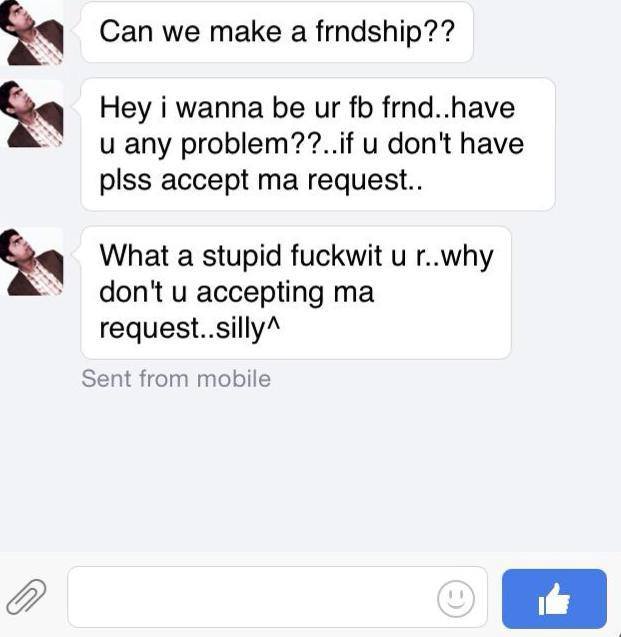 Can we make a frndship??
Hey i wanna be ur fb frnd..have
u any problem??..if u don't have
plss accept ma request..
What a stupid fuckwit u r..why
don't u accepting ma
request..silly^
Sent from mobile